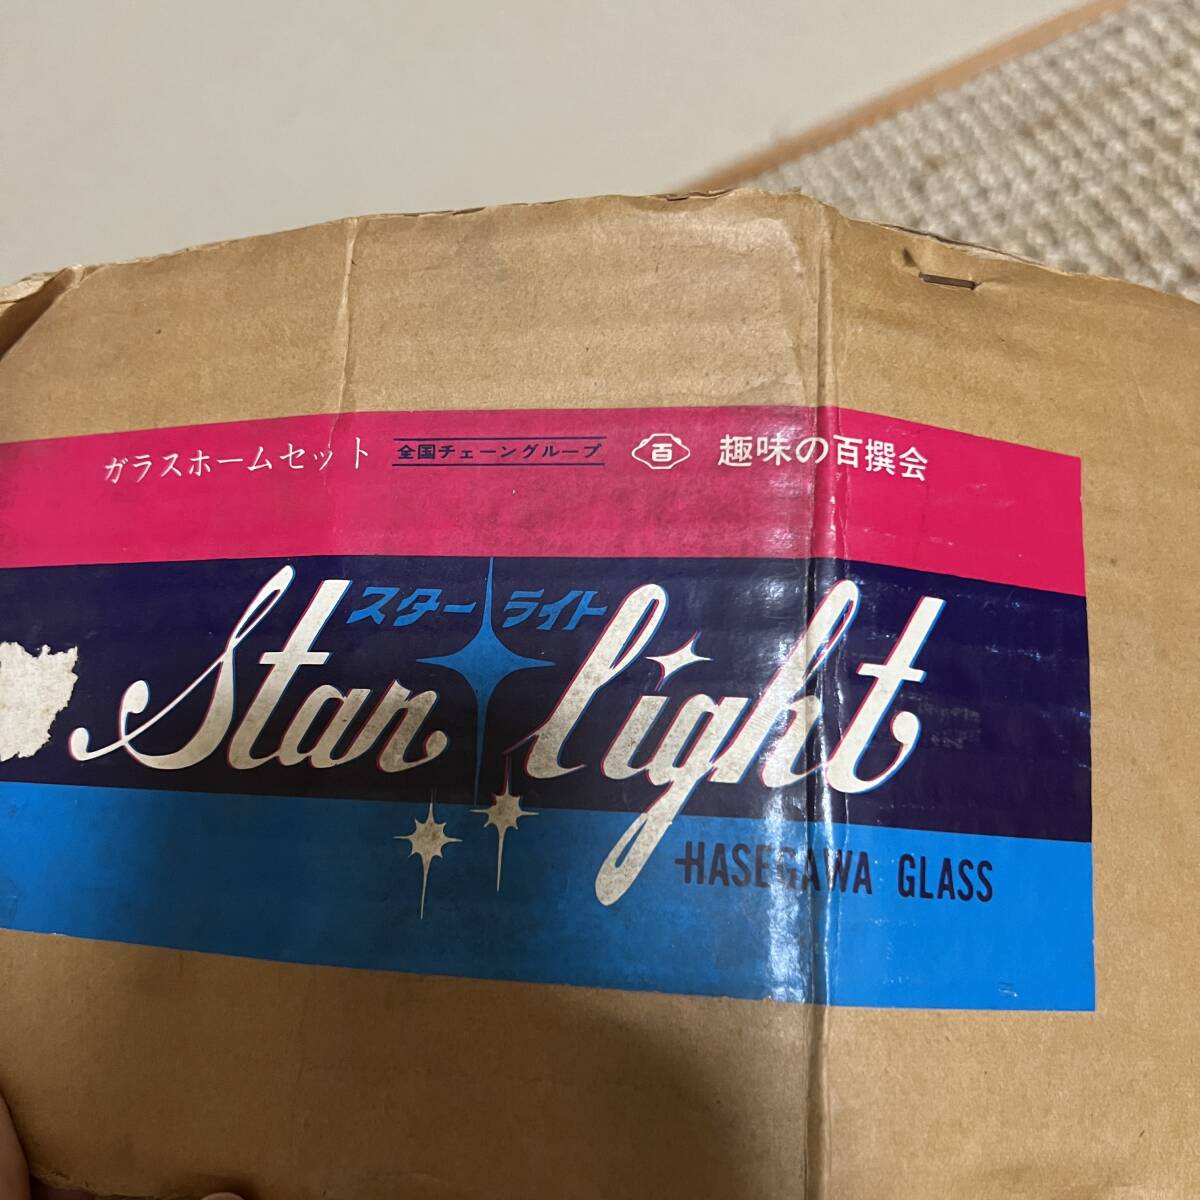 ガラスホームセット 全国チェーングループ 百 趣味の百撰会
スターライト
Star light
HASEGAWA GLASS